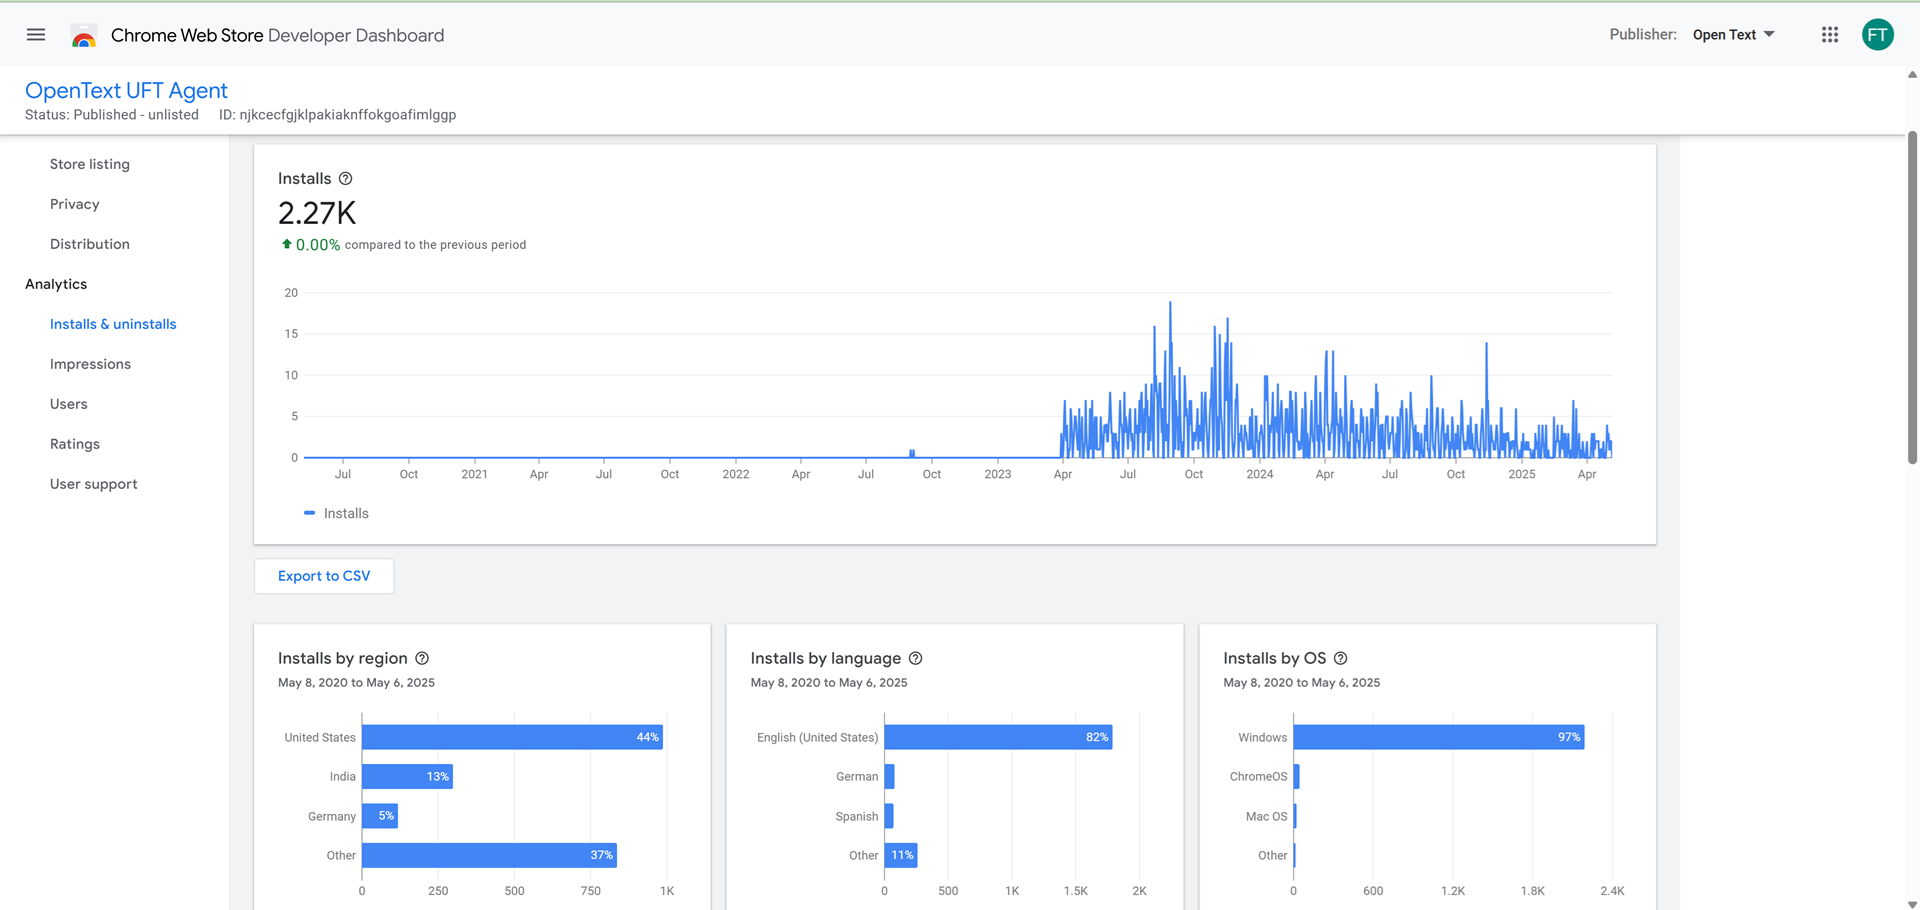 Chrome Web Store Developer Dashboard
Publisher: Open Text
FT
OpenText UFT Agent
Status: Published - unlisted ID: njkcecfgjklpakiaknffokgoafimlggp
Store listing
Privacy
Distribution
Analytics
Installs & uninstalls
Impressions
Users
Ratings
User support
Installs
2.27K
0.00% compared to the previous period
20
15
10
5
0
Jul Oct 2021 Apr Jul Oct 2022 Apr Jul Oct 2023 Apr Jul Oct 2024 Apr Jul Oct 2025 Apr
Installs
Export to CSV
Installs by region
May 8, 2020 to May 6, 2025
United States 44%
India 13%
Germany 5%
Other 37%
0 250 500 750 1K
Installs by language
May 8, 2020 to May 6, 2025
English (United States) 82%
German
Spanish
Other 11%
0 500 1K 1.5K 2K
Installs by OS
May 8, 2020 to May 6, 2025
Windows 97%
ChromeOS
Mac OS
Other
0 600 1.2K 1.8K 2.4K